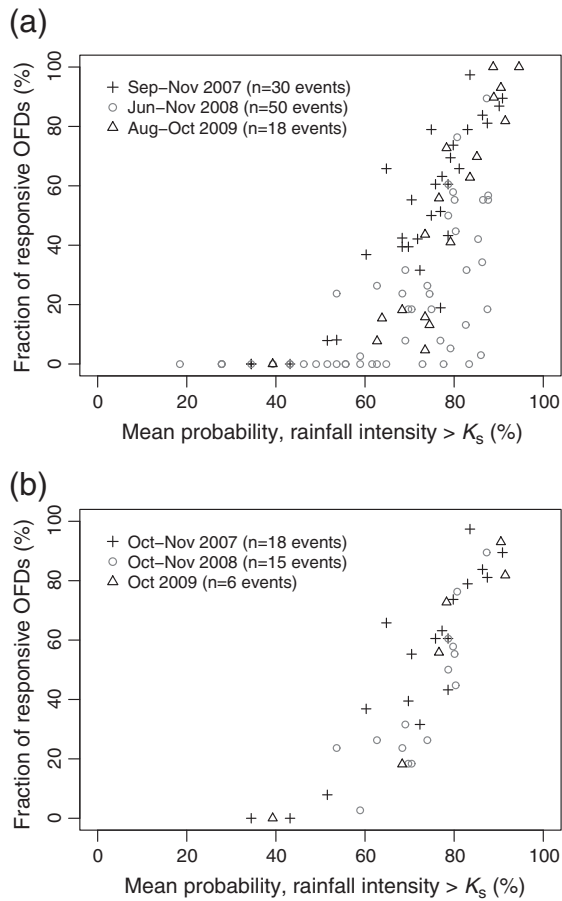 (a)
Fraction of responsive OFDs (%)
100
80
60
40
20
0
Sep–Nov 2007 (n=30 events)
Jun–Nov 2008 (n=50 events)
Aug–Oct 2009 (n=18 events)
0 20 40 60 80 100
Mean probability, rainfall intensity > Ks (%)
(b)
Fraction of responsive OFDs (%)
100
80
60
40
20
0
Oct–Nov 2007 (n=18 events)
Oct–Nov 2008 (n=15 events)
Oct 2009 (n=6 events)
0 20 40 60 80 100
Mean probability, rainfall intensity > Ks (%)